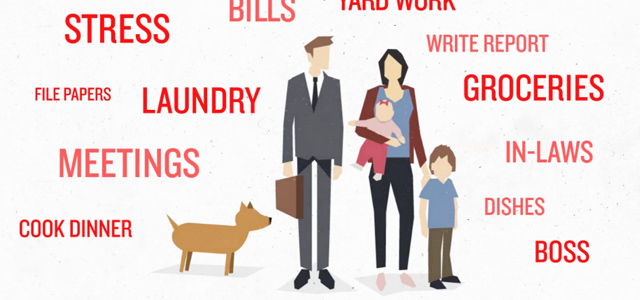 BILLS
YARD WORK
STRESS
WRITE REPORT
FILE PAPERS
LAUNDRY
GROCERIES
MEETINGS
IN-LAWS
DISHES
COOK DINNER
BOSS